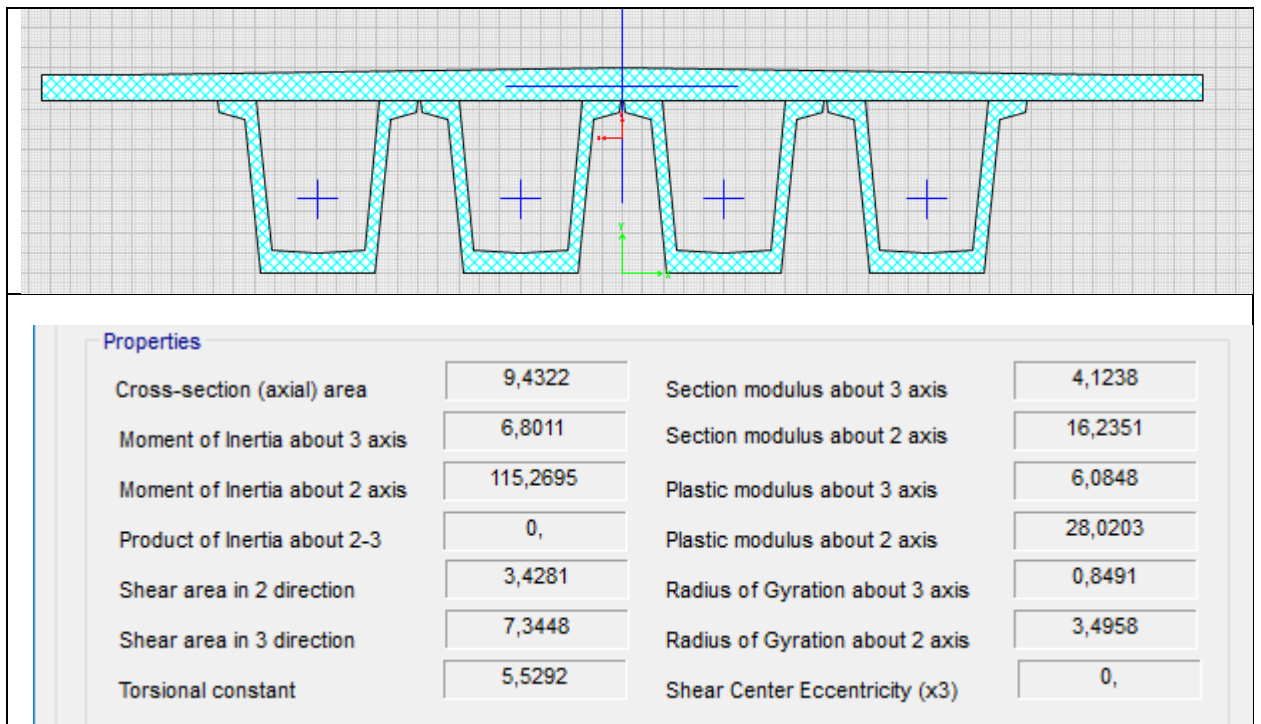 Y
X
Properties
Cross-section (axial) area 9,4322 Section modulus about 3 axis 4,1238
Moment of Inertia about 3 axis 6,8011 Section modulus about 2 axis 16,2351
Moment of Inertia about 2 axis 115,2695 Plastic modulus about 3 axis 6,0848
Product of Inertia about 2-3 0, Plastic modulus about 2 axis 28,0203
Shear area in 2 direction 3,4281 Radius of Gyration about 3 axis 0,8491
Shear area in 3 direction 7,3448 Radius of Gyration about 2 axis 3,4958
Torsional constant 5,5292 Shear Center Eccentricity (x3) 0,